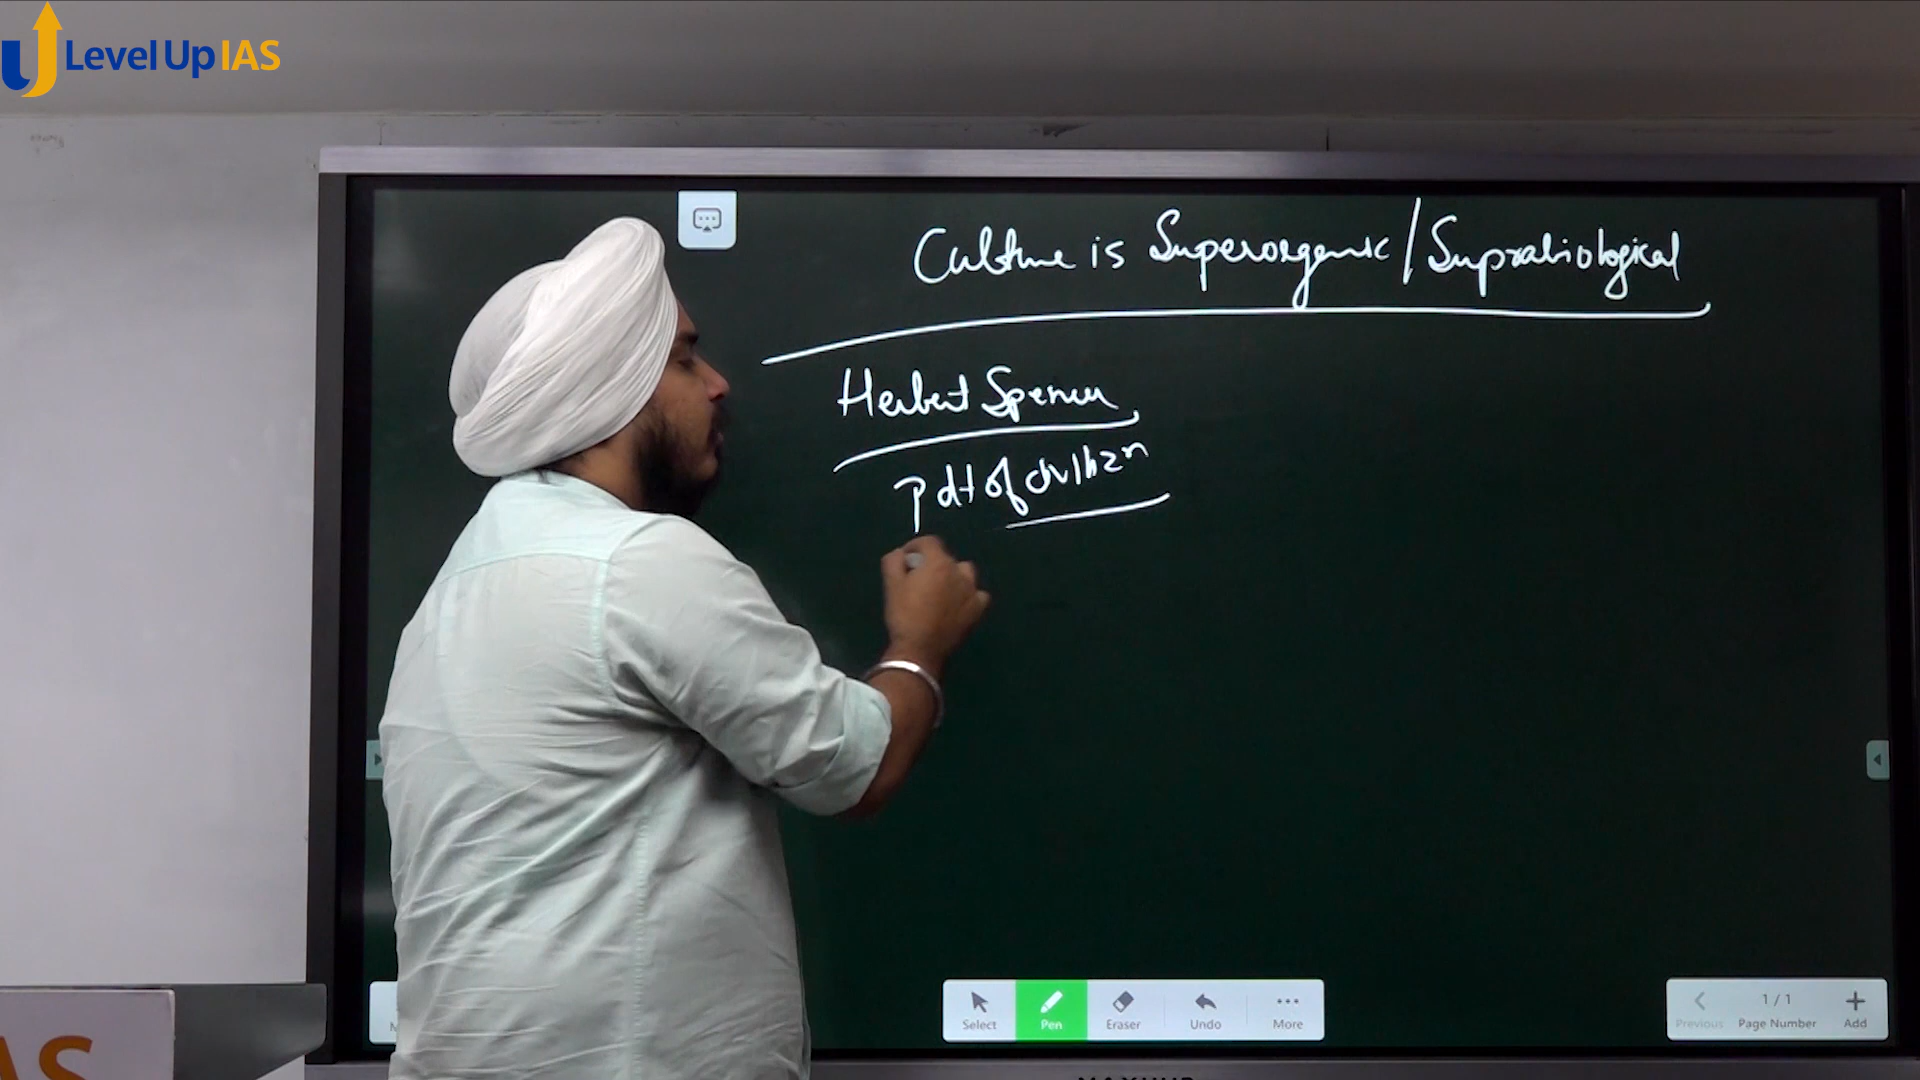 Level Up IAS
Culture is Superorganic / Suprabiological
Herbert Spencer
Pdt of civilizn
Select
Pen
Eraser
Undo
More
Previous
1 / 1
Page Number
Add
AS